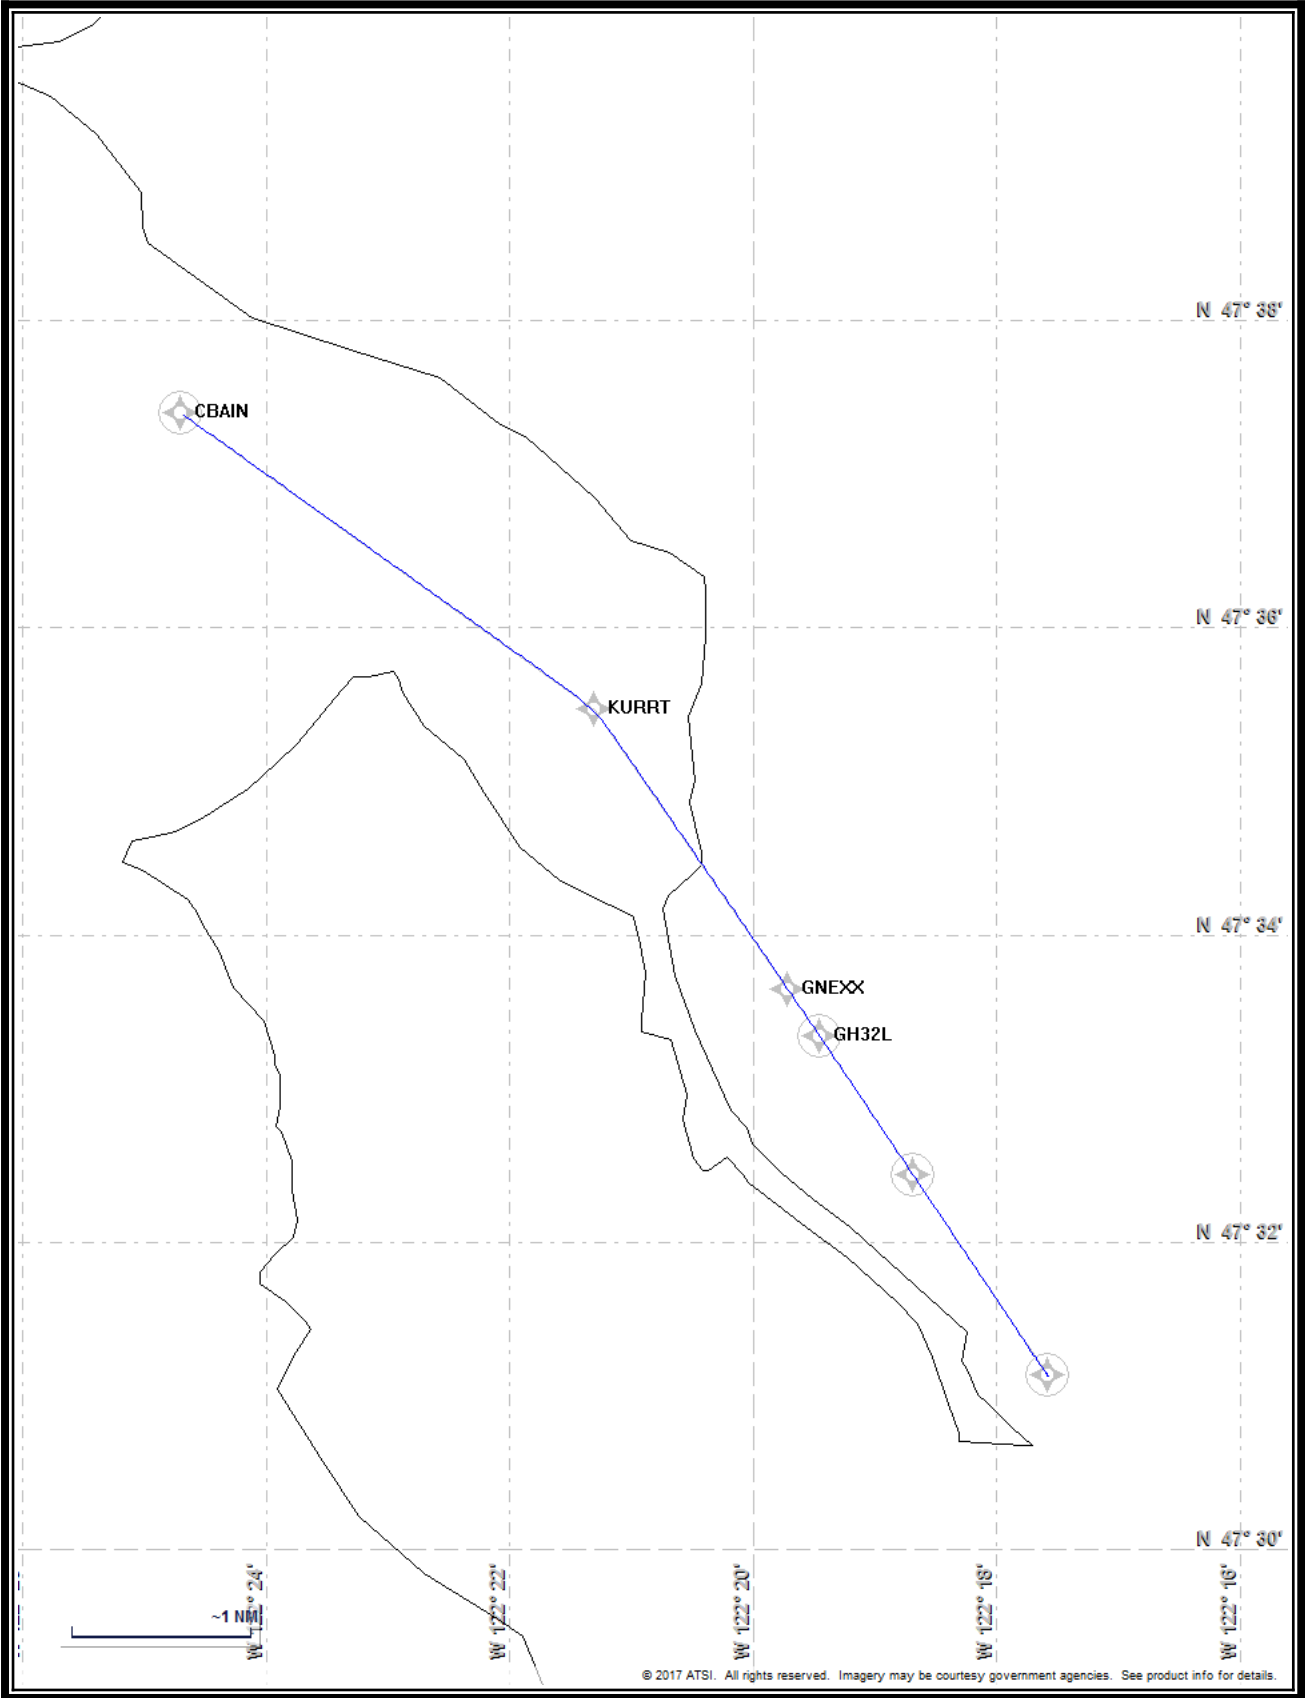 N 47° 38'
CBAIN
N 47° 36'
KURRT
N 47° 34'
GNEXX
GH32L
N 47° 32'
N 47° 30'
W 122° 24'
W 122° 22'
W 122° 20'
W 122° 18'
W 122° 16'
~1 NM
© 2017 ATSI. All rights reserved. Imagery may be courtesy government agencies. See product info for details.